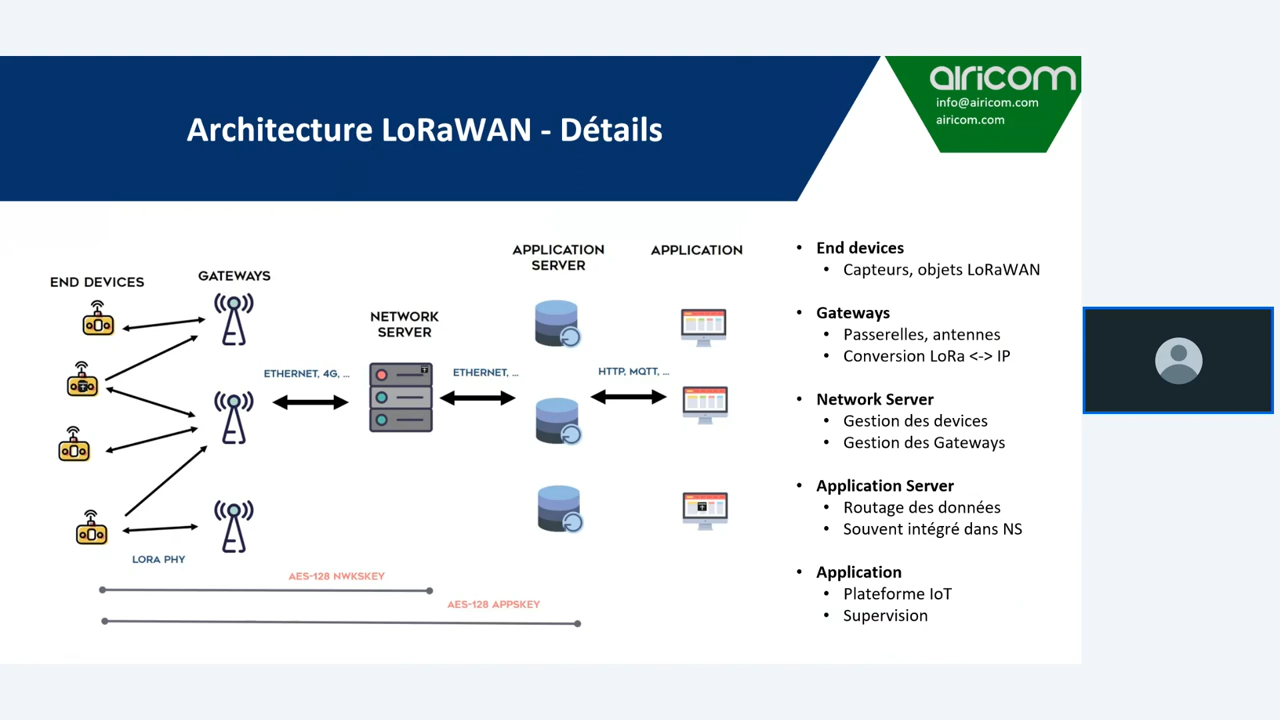 airicom
info@airicom.com
airicom.com
Architecture LoRaWAN - Détails
END DEVICES
GATEWAYS
NETWORK
SERVER
APPLICATION
SERVER
APPLICATION
ETHERNET, 4G, ...
ETHERNET, ...
HTTP, MQTT, ...
LORA PHY
AES-128 NWKSKEY
AES-128 APPSKEY
• End devices
• Capteurs, objets LoRaWAN
• Gateways
• Passerelles, antennes
• Conversion LoRa <-> IP
• Network Server
• Gestion des devices
• Gestion des Gateways
• Application Server
• Routage des données
• Souvent intégré dans NS
• Application
• Plateforme IoT
• Supervision